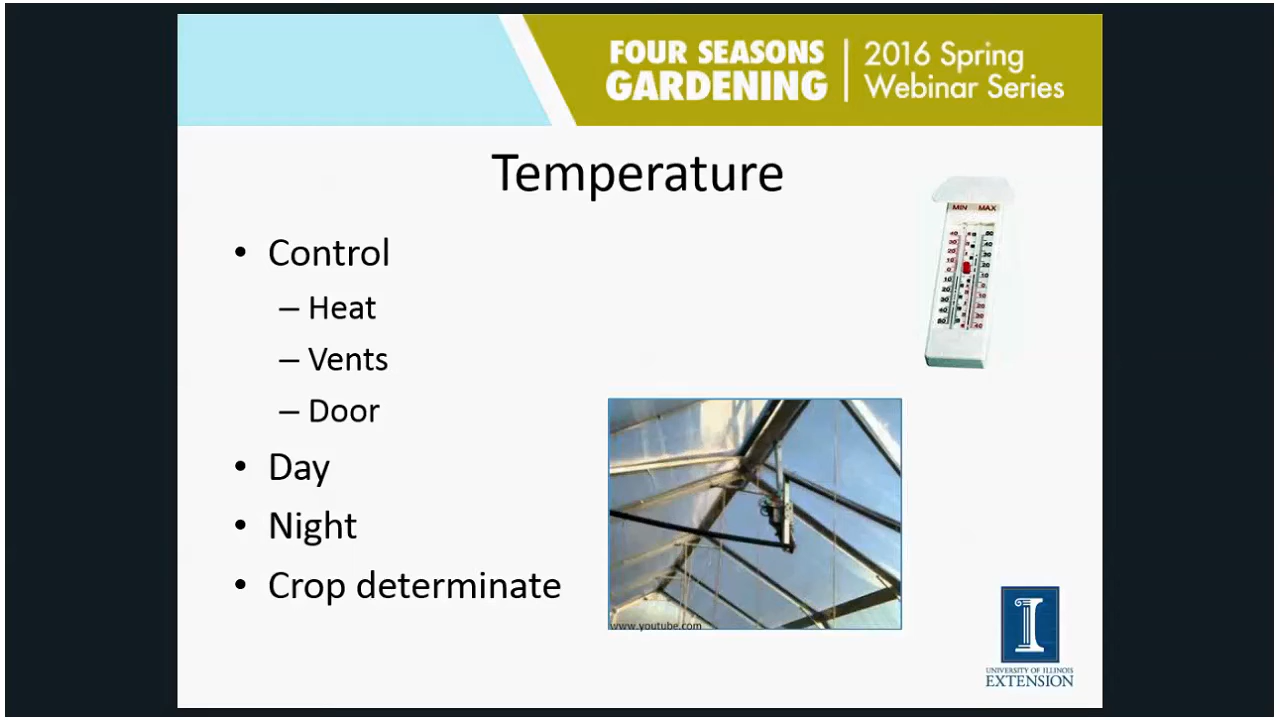 FOUR SEASONS
GARDENING
2016 Spring
Webinar Series
Temperature
• Control
– Heat
– Vents
– Door
• Day
• Night
• Crop determinate
MIN MAX
www.youtube.com
I
UNIVERSITY OF ILLINOIS
EXTENSION